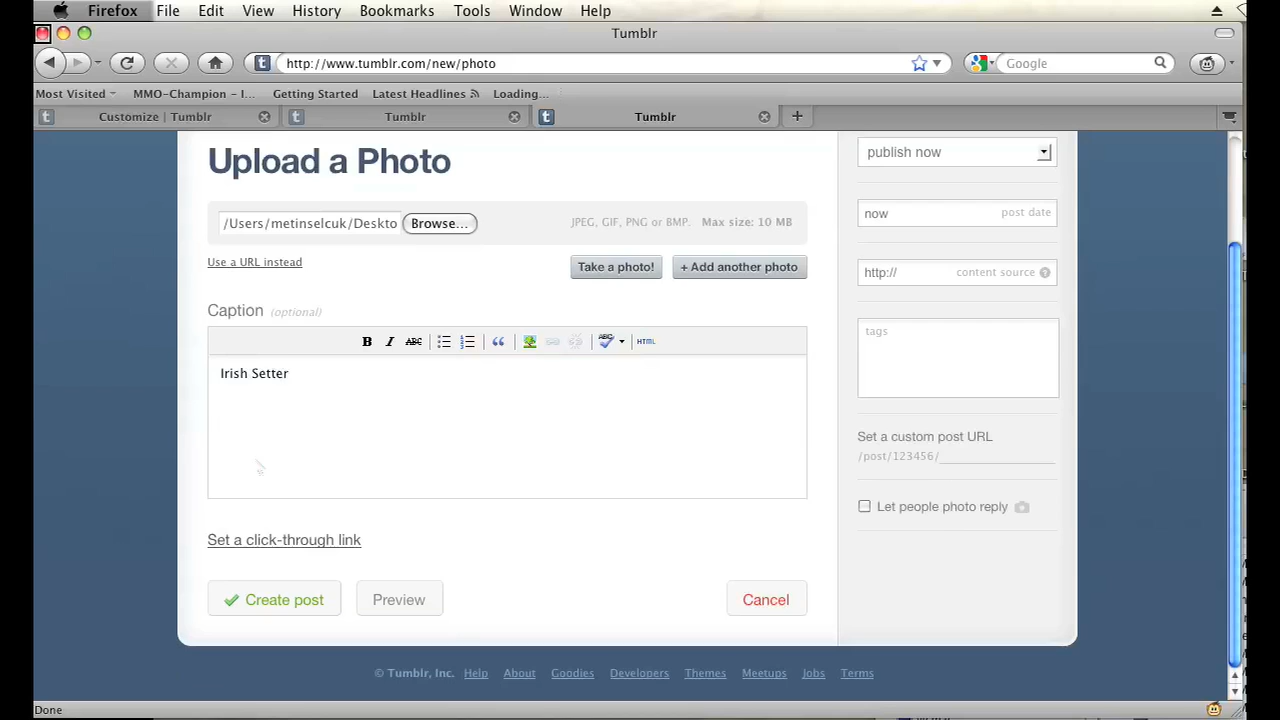 Firefox File Edit View History Bookmarks Tools Window Help
Tumblr
http://www.tumblr.com/new/photo
Google
Most Visited MMO-Champion - I... Getting Started Latest Headlines Loading...
Customize | Tumblr Tumblr Tumblr
Upload a Photo
publish now
/Users/metinselcuk/Deskto Browse... JPEG, GIF, PNG or BMP. Max size: 10 MB
now post date
Use a URL instead Take a photo! + Add another photo
http:// content source ?
Caption (optional)
tags
B I ABC ABC HTML
Irish Setter
Set a custom post URL
/post/123456/
Let people photo reply
Set a click-through link
Create post Preview Cancel
© Tumblr, Inc. Help About Goodies Developers Themes Meetups Jobs Terms
Done